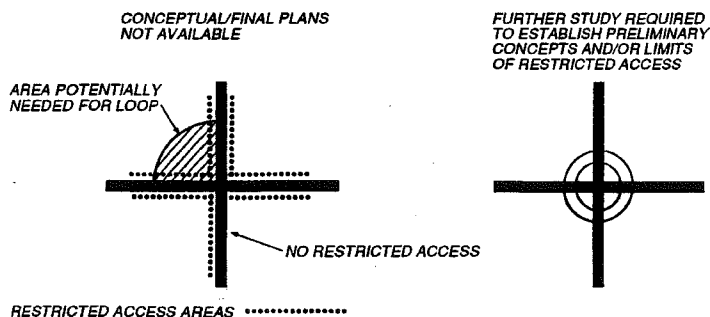 CONCEPTUAL/FINAL PLANS
NOT AVAILABLE
AREA POTENTIALLY
NEEDED FOR LOOP
NO RESTRICTED ACCESS
RESTRICTED ACCESS AREAS
FURTHER STUDY REQUIRED
TO ESTABLISH PRELIMINARY
CONCEPTS AND/OR LIMITS
OF RESTRICTED ACCESS